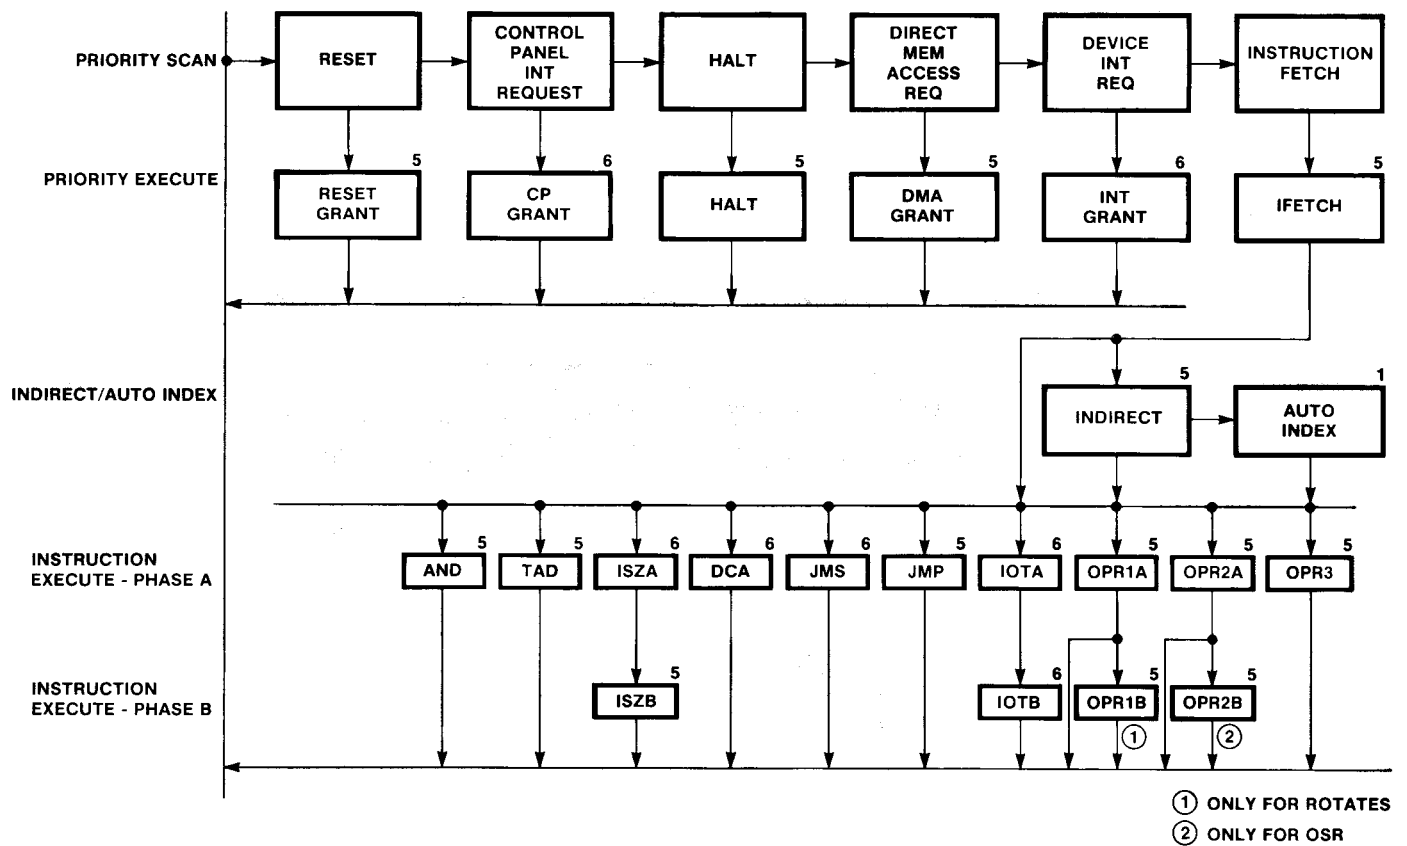 PRIORITY SCAN
RESET
CONTROL
PANEL
INT
REQUEST
HALT
DIRECT
MEM
ACCESS
REQ
DEVICE
INT
REQ
INSTRUCTION
FETCH
PRIORITY EXECUTE
5
RESET
GRANT
6
CP
GRANT
5
HALT
5
DMA
GRANT
6
INT
GRANT
5
IFETCH
INDIRECT/AUTO INDEX
5
INDIRECT
1
AUTO
INDEX
INSTRUCTION
EXECUTE - PHASE A
5
AND
5
TAD
6
ISZA
6
DCA
6
JMS
5
JMP
6
IOTA
5
OPR1A
5
OPR2A
5
OPR3
INSTRUCTION
EXECUTE - PHASE B
5
ISZB
6
IOTB
5
OPR1B
1
5
OPR2B
2
1 ONLY FOR ROTATES
2 ONLY FOR OSR